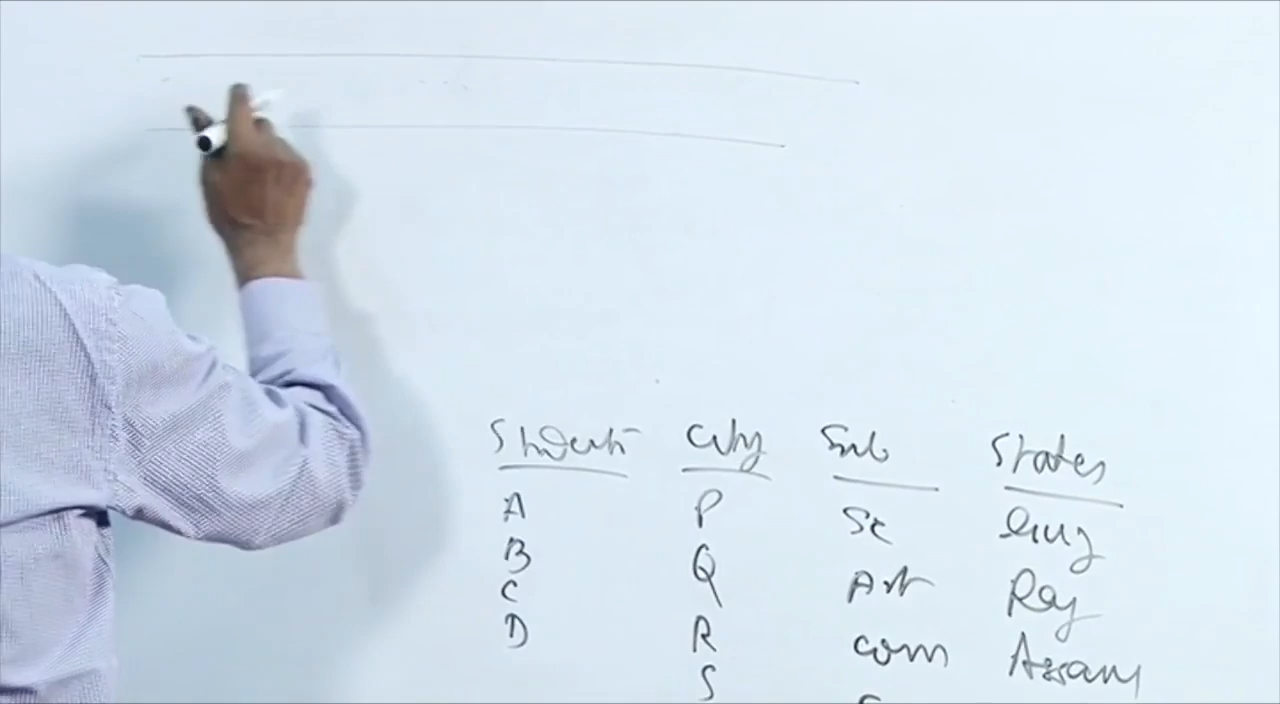 Student City Sub States
A P Sc Guj
B Q Art Raj
C R Com Assam
D S